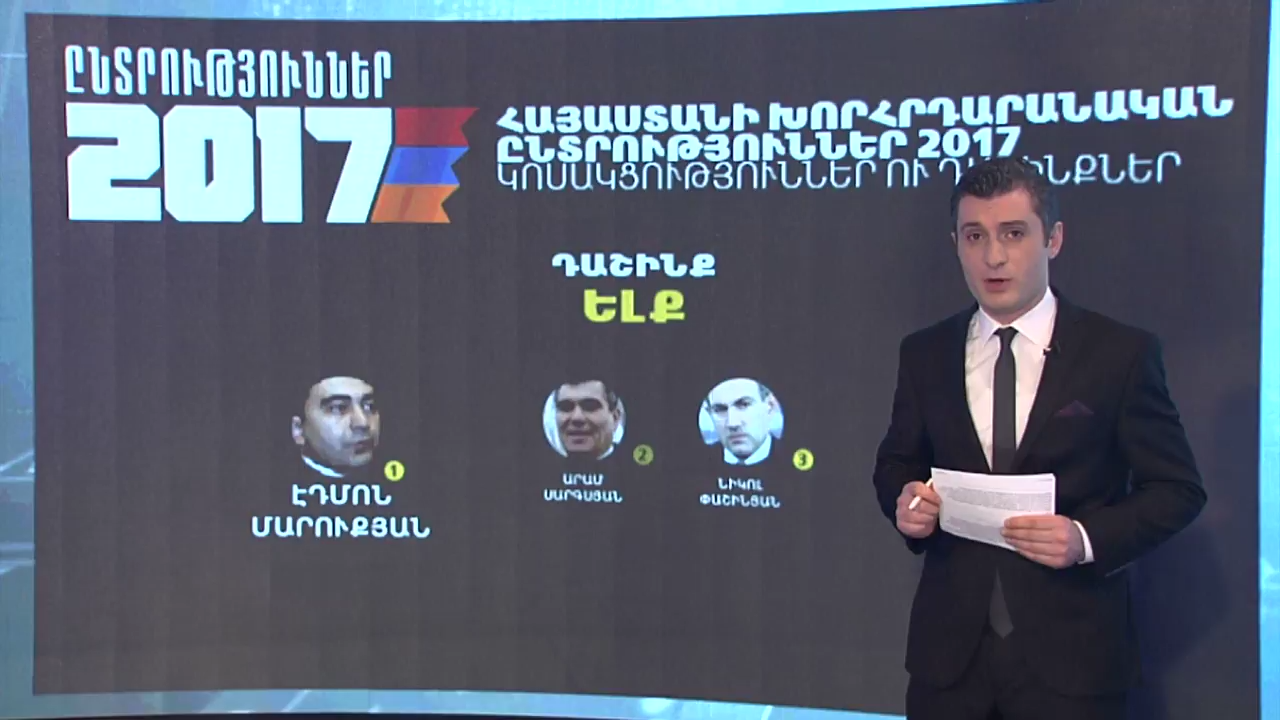 ԸՆՏՐՈՒԹՅՈՒՆՆԵՐ
2017
ՀԱՅԱՍՏԱՆԻ ԽՈՐՀՐԴԱՐԱՆԱԿԱՆ
ԸՆՏՐՈՒԹՅՈՒՆՆԵՐ 2017
ԿՈՒՍԱԿՑՈՒԹՅՈՒՆՆԵՐ ՈՒ
ԴԱՇԻՆՔ
ԵԼՔ
1
ԷԴՄՈՆ
ՄԱՐՈՒՔՅԱՆ
2
ԱՐԱՄ
ՍԱՐԳՍՅԱՆ
3
ՆԻԿՈԼ
ՓԱՇԻՆՅԱՆ